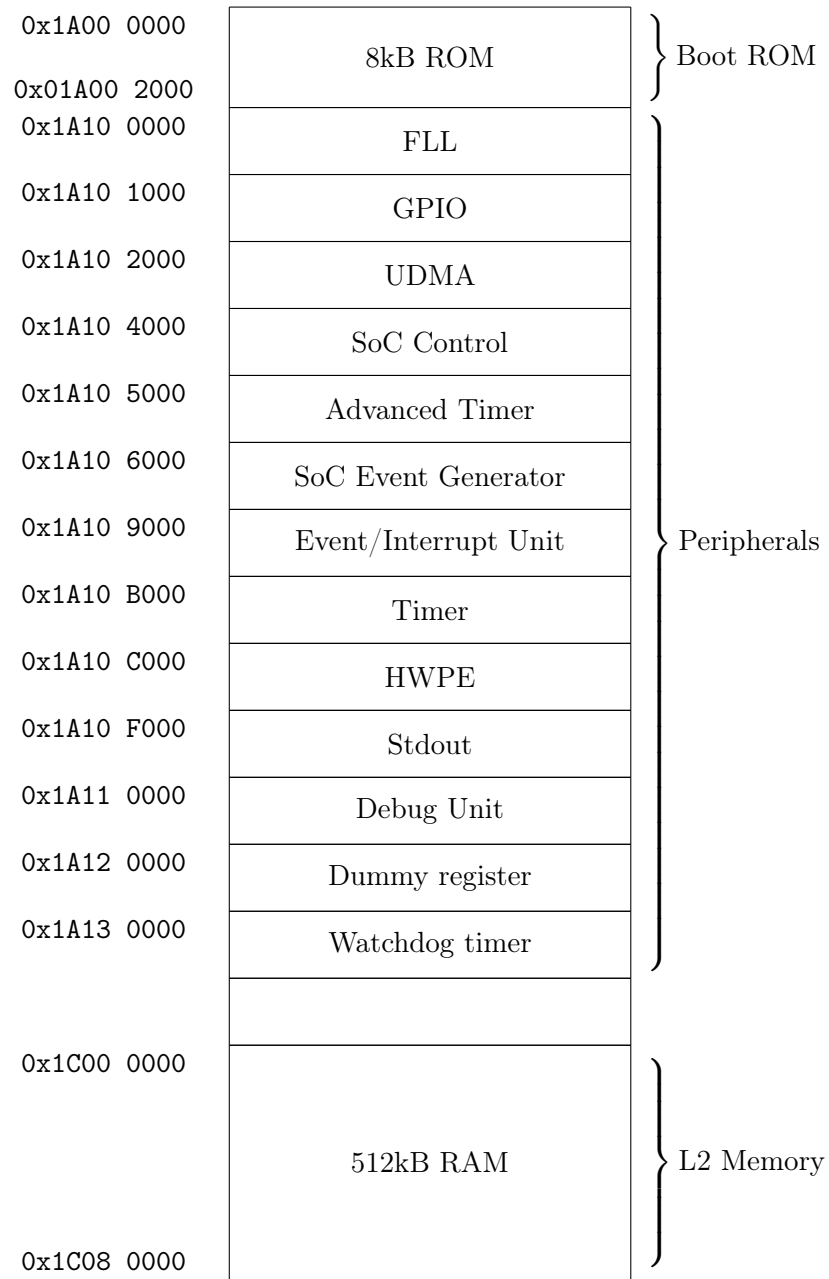 0x1A00 0000
8kB ROM
Boot ROM
0x01A00 2000
0x1A10 0000
FLL
0x1A10 1000
GPIO
0x1A10 2000
UDMA
0x1A10 4000
SoC Control
0x1A10 5000
Advanced Timer
0x1A10 6000
SoC Event Generator
0x1A10 9000
Event/Interrupt Unit
Peripherals
0x1A10 B000
Timer
0x1A10 C000
HWPE
0x1A10 F000
Stdout
0x1A11 0000
Debug Unit
0x1A12 0000
Dummy register
0x1A13 0000
Watchdog timer
0x1C00 0000
512kB RAM
L2 Memory
0x1C08 0000